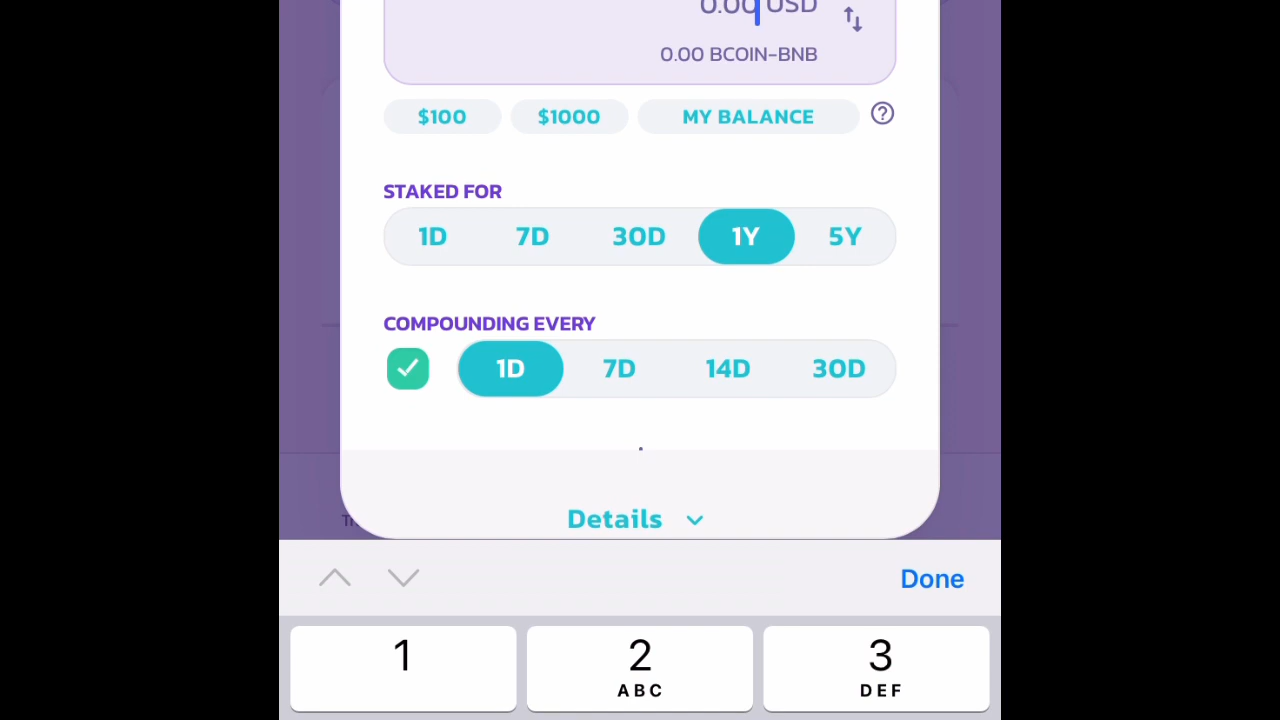 0.00 USD
0.00 BCOIN-BNB
$100 $1000 MY BALANCE
STAKED FOR
1D 7D 30D 1Y 5Y
COMPOUNDING EVERY
1D 7D 14D 30D
Details
Done
1 2 3
ABC DEF